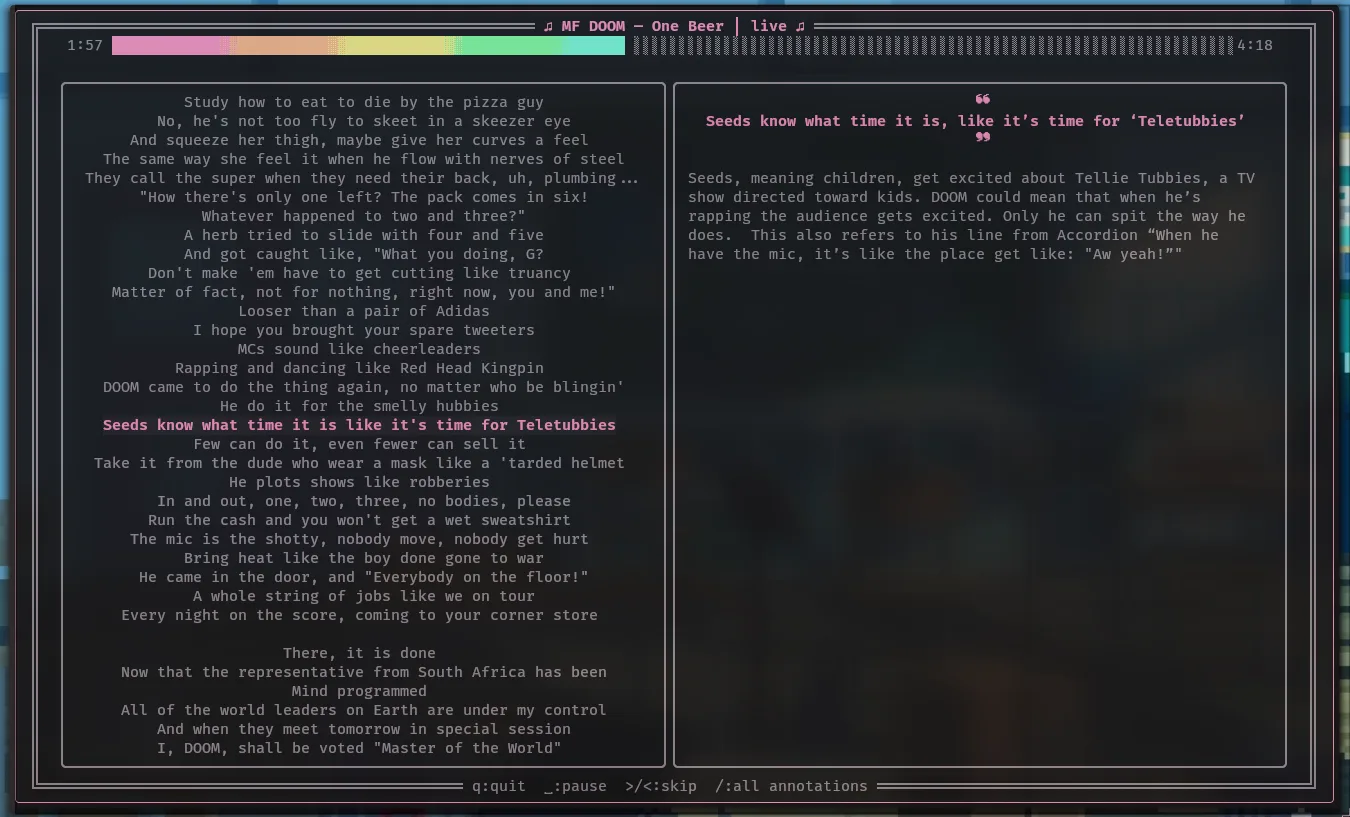 ♫ MF DOOM — One Beer | live ♫
1:57 4:18
Study how to eat to die by the pizza guy
No, he's not too fly to skeet in a skeezer eye
And squeeze her thigh, maybe give her curves a feel
The same way she feel it when he flow with nerves of steel
They call the super when they need their back, uh, plumbing...
"How there's only one left? The pack comes in six!
Whatever happened to two and three?"
A herb tried to slide with four and five
And got caught like, "What you doing, G?
Don't make 'em have to get cutting like truancy
Matter of fact, not for nothing, right now, you and me!"
Looser than a pair of Adidas
I hope you brought your spare tweeters
MCs sound like cheerleaders
Rapping and dancing like Red Head Kingpin
DOOM came to do the thing again, no matter who be blingin'
He do it for the smelly hubbies
Seeds know what time it is like it's time for Teletubbies
Few can do it, even fewer can sell it
Take it from the dude who wear a mask like a 'tarded helmet
He plots shows like robberies
In and out, one, two, three, no bodies, please
Run the cash and you won't get a wet sweatshirt
The mic is the shotty, nobody move, nobody get hurt
Bring heat like the boy done gone to war
He came in the door, and "Everybody on the floor!"
A whole string of jobs like we on tour
Every night on the score, coming to your corner store
There, it is done
Now that the representative from South Africa has been
Mind programmed
All of the world leaders on Earth are under my control
And when they meet tomorrow in special session
I, DOOM, shall be voted "Master of the World"
❝
Seeds know what time it is, like it’s time for ‘Teletubbies’
❞
Seeds, meaning children, get excited about Tellie Tubbies, a TV
show directed toward kids. DOOM could mean that when he’s
rapping the audience gets excited. Only he can spit the way he
does.  This also refers to his line from Accordion “When he
have the mic, it’s like the place get like: "Aw yeah!”"
q:quit  _:pause  >/<:skip  /:all annotations